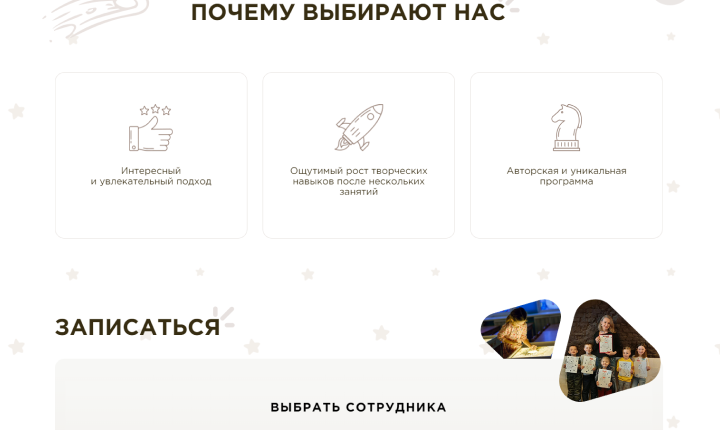 ПОЧЕМУ ВЫБИРАЮТ НАС
Интересный
и увлекательный подход
Ощутимый рост творческих
навыков после нескольких
занятий
Авторская и уникальная
программа
ЗАПИСАТЬСЯ
ВЫБРАТЬ СОТРУДНИКА